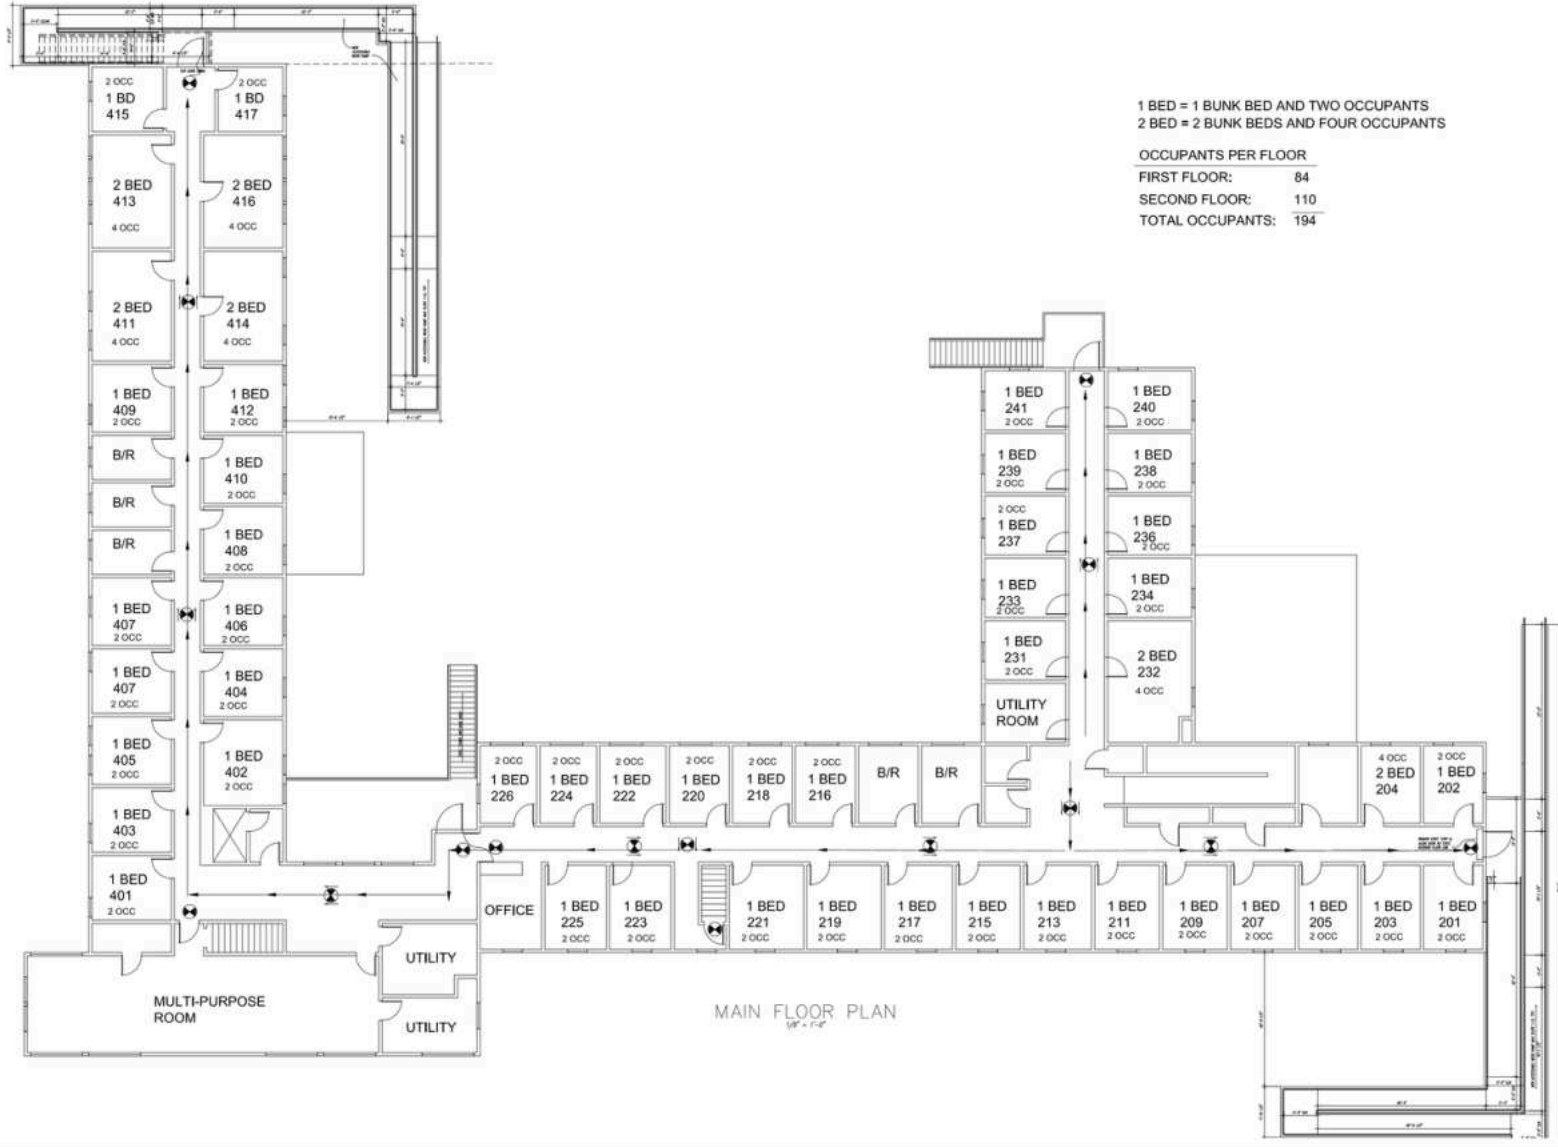 1 BED = 1 BUNK BED AND TWO OCCUPANTS
2 BED = 2 BUNK BEDS AND FOUR OCCUPANTS
OCCUPANTS PER FLOOR
FIRST FLOOR: 84
SECOND FLOOR: 110
TOTAL OCCUPANTS: 194
2 OCC
1 BD
415
2 OCC
1 BD
417
2 BED
413
4 OCC
2 BED
416
4 OCC
2 BED
411
4 OCC
2 BED
414
4 OCC
1 BED
409
2 OCC
1 BED
412
2 OCC
B/R
1 BED
410
2 OCC
B/R
1 BED
408
2 OCC
B/R
1 BED
407
2 OCC
1 BED
406
2 OCC
1 BED
407
2 OCC
1 BED
404
2 OCC
1 BED
405
2 OCC
1 BED
402
2 OCC
1 BED
403
2 OCC
1 BED
401
2 OCC
1 BED
241
2 OCC
1 BED
240
2 OCC
1 BED
239
2 OCC
1 BED
238
2 OCC
2 OCC
1 BED
237
1 BED
236
2 OCC
1 BED
233
2 OCC
1 BED
234
2 OCC
1 BED
231
2 OCC
2 BED
232
4 OCC
UTILITY
ROOM
2 OCC
1 BED
226
2 OCC
1 BED
224
2 OCC
1 BED
222
2 OCC
1 BED
220
2 OCC
1 BED
218
2 OCC
1 BED
216
B/R
B/R
4 OCC
2 BED
204
2 OCC
1 BED
202
OFFICE
1 BED
225
2 OCC
1 BED
223
2 OCC
1 BED
221
2 OCC
1 BED
219
2 OCC
1 BED
217
2 OCC
1 BED
215
2 OCC
1 BED
213
2 OCC
1 BED
211
2 OCC
1 BED
209
2 OCC
1 BED
207
2 OCC
1 BED
205
2 OCC
1 BED
203
2 OCC
1 BED
201
2 OCC
UTILITY
MULTI-PURPOSE
ROOM
UTILITY
MAIN FLOOR PLAN
1/8" = 1'-0"